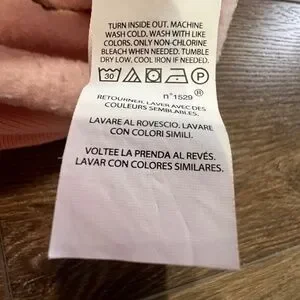 TURN INSIDE OUT. MACHINE
WASH COLD. WASH WITH LIKE
COLORS. ONLY NON-CHLORINE
BLEACH WHEN NEEDED. TUMBLE
DRY LOW. COOL IRON IF NEEDED.
30 P
®
n°1529
RETOURNER. LAVER AVEC DES
COULEURS SEMBLABLES.
LAVARE AL ROVESCIO. LAVARE
CON COLORI SIMILI.
VOLTEE LA PRENDA AL REVÉS.
LAVAR CON COLORES SIMILARES.